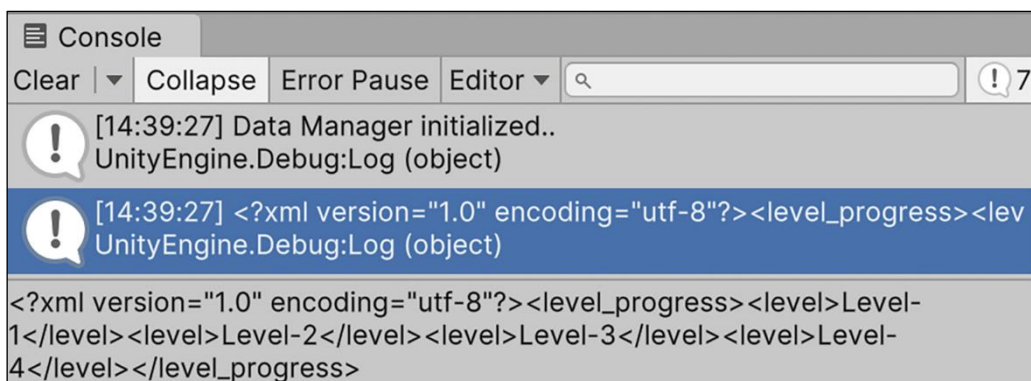 Console
Clear Collapse Error Pause Editor 7
[14:39:27] Data Manager initialized..
UnityEngine.Debug:Log (object)
[14:39:27] <?xml version="1.0" encoding="utf-8"?><level_progress><lev
UnityEngine.Debug:Log (object)
<?xml version="1.0" encoding="utf-8"?><level_progress><level>Level-
1</level><level>Level-2</level><level>Level-3</level><level>Level-
4</level></level_progress>